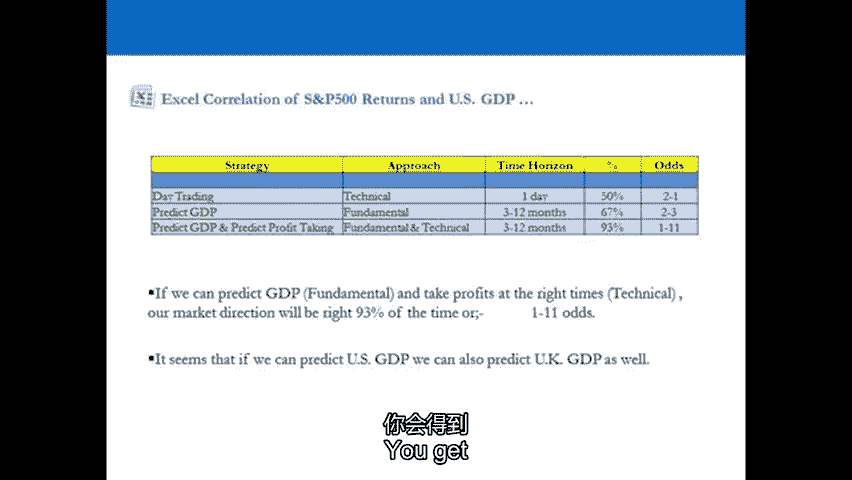 Excel Correlation of S&P500 Returns and U.S. GDP ...
Strategy Approach Time Horizon % Odds
Day Trading Technical 1 day 50% 2-1
Predict GDP Fundamental 3-12 months 67% 2-3
Predict GDP & Predict Profit Taking Fundamental & Technical 3-12 months 93% 1-11
▪If we can predict GDP (Fundamental) and take profits at the right times (Technical) ,
our market direction will be right 93% of the time or;- 1-11 odds.
▪It seems that if we can predict U.S. GDP we can also predict U.K. GDP as well.
你会得到
You get